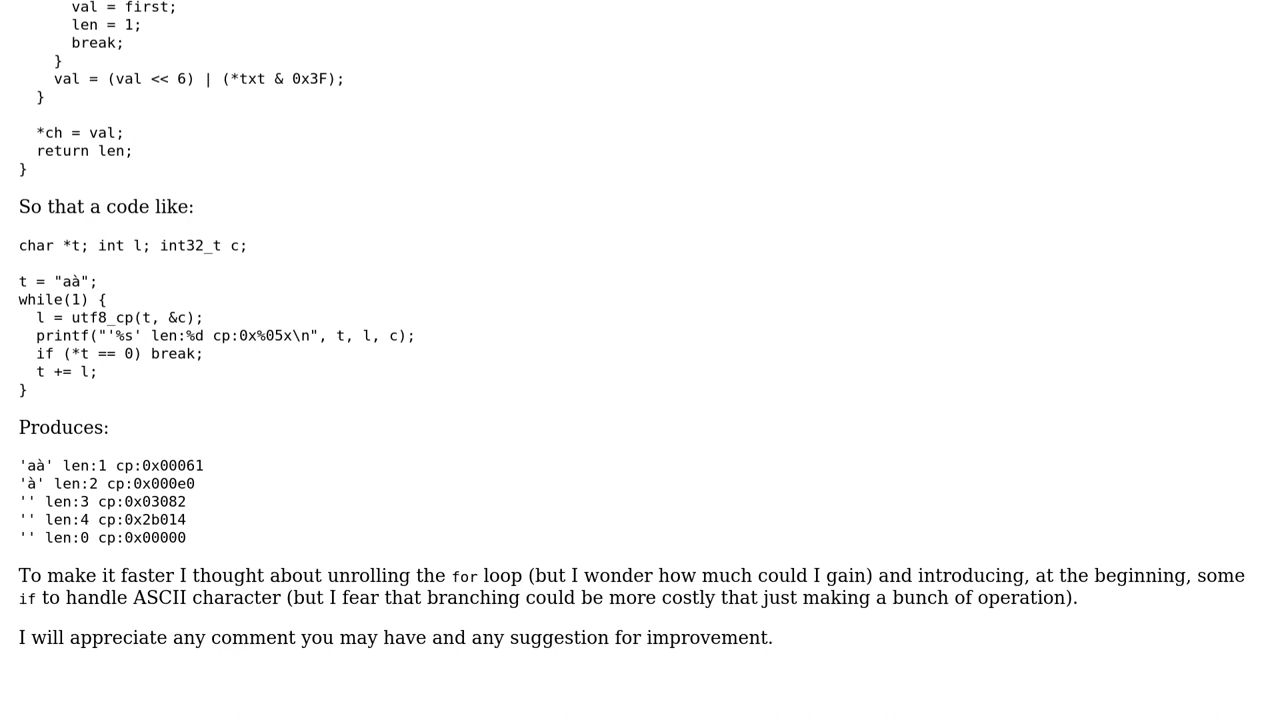 val = first;
      len = 1;
      break;
    }
    val = (val << 6) | (*txt & 0x3F);
  }

  *ch = val;
  return len;
}
So that a code like:
char *t; int l; int32_t c;

t = "aà";
while(1) {
  l = utf8_cp(t, &c);
  printf("'%s' len:%d cp:0x%05x\n", t, l, c);
  if (*t == 0) break;
  t += l;
}
Produces:
'aà' len:1 cp:0x00061
'à' len:2 cp:0x000e0
'' len:3 cp:0x03082
'' len:4 cp:0x2b014
'' len:0 cp:0x00000
To make it faster I thought about unrolling the for loop (but I wonder how much could I gain) and introducing, at the beginning, some
if to handle ASCII character (but I fear that branching could be more costly that just making a bunch of operation).
I will appreciate any comment you may have and any suggestion for improvement.